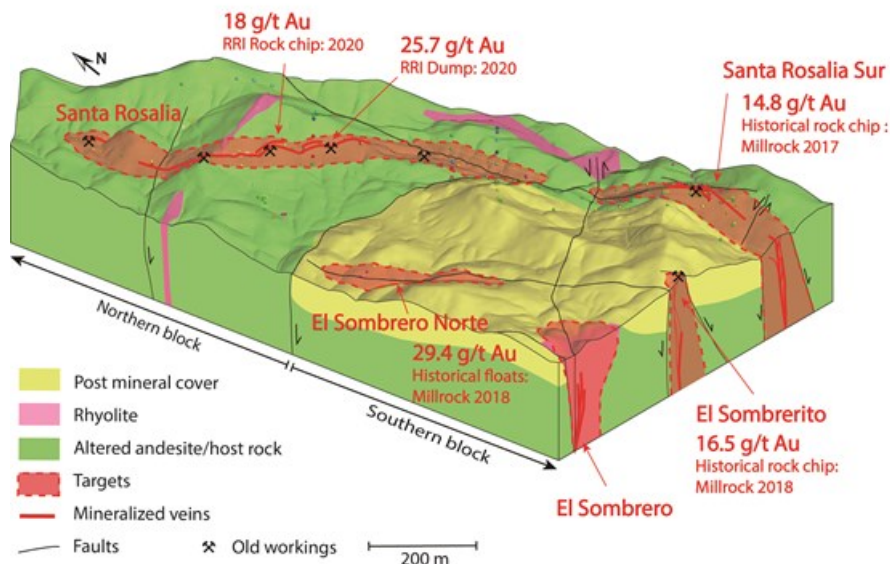 18 g/t Au
RRI Rock chip: 2020
25.7 g/t Au
RRI Dump: 2020
N
Santa Rosalia
Santa Rosalia Sur
14.8 g/t Au
Historical rock chip :
Millrock 2017
El Sombrero Norte
29.4 g/t Au
Historical floats:
Millrock 2018
Northern block
Southern block
El Sombrerito
16.5 g/t Au
Historical rock chip:
Millrock 2018
El Sombrero
Post mineral cover
Rhyolite
Altered andesite/host rock
Targets
Mineralized veins
Faults
Old workings
200 m